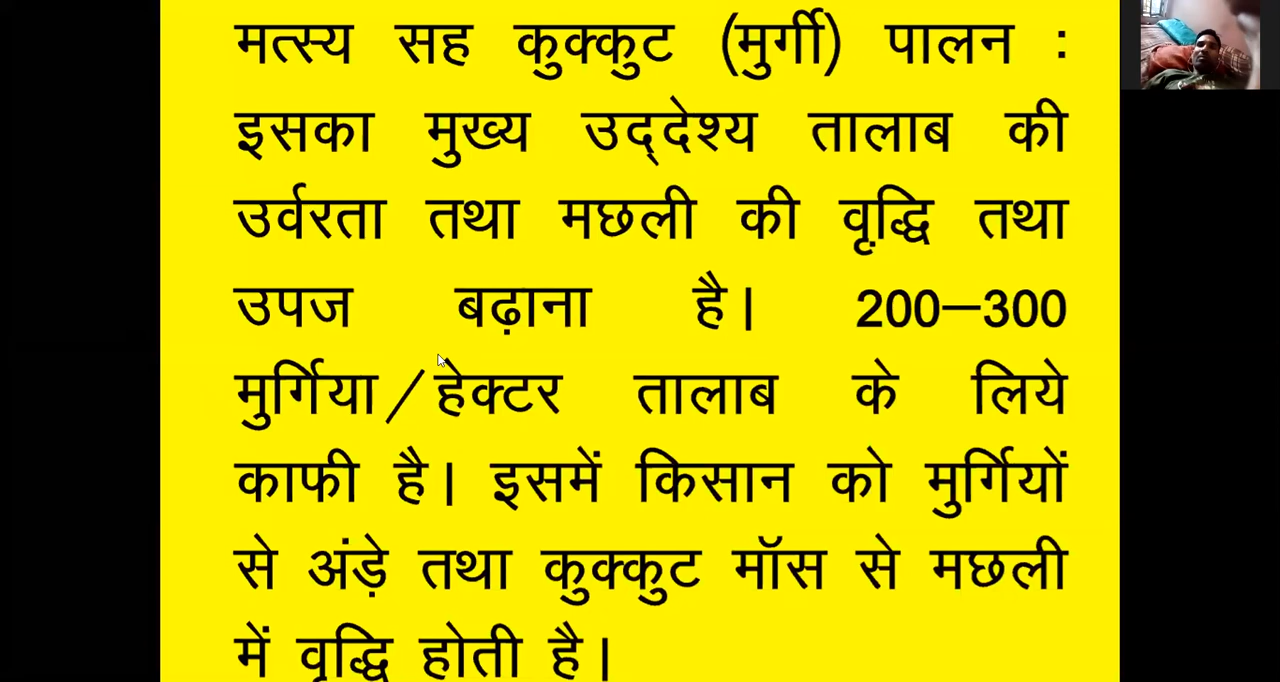 मत्स्य सह कुक्कुट (मुर्गी) पालन :
इसका मुख्य उद्देश्य तालाब की
उर्वरता तथा मछली की वृद्धि तथा
उपज बढ़ाना है। 200–300
मुर्गिया/हेक्टर तालाब के लिये
काफी है। इसमें किसान को मुर्गियों
से अंड़े तथा कुक्कुट मॉस से मछली
में वृद्धि होती है।